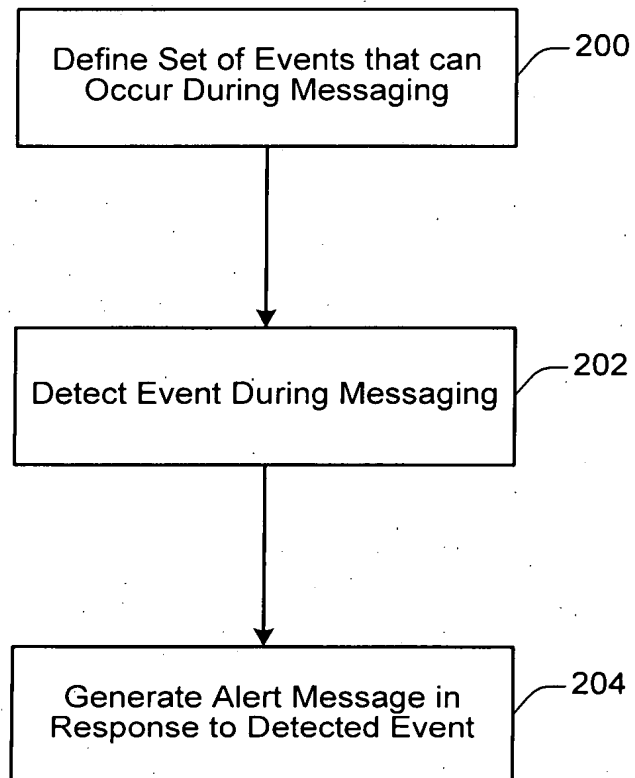 Define Set of Events that can
Occur During Messaging
200
Detect Event During Messaging
202
Generate Alert Message in
Response to Detected Event
204